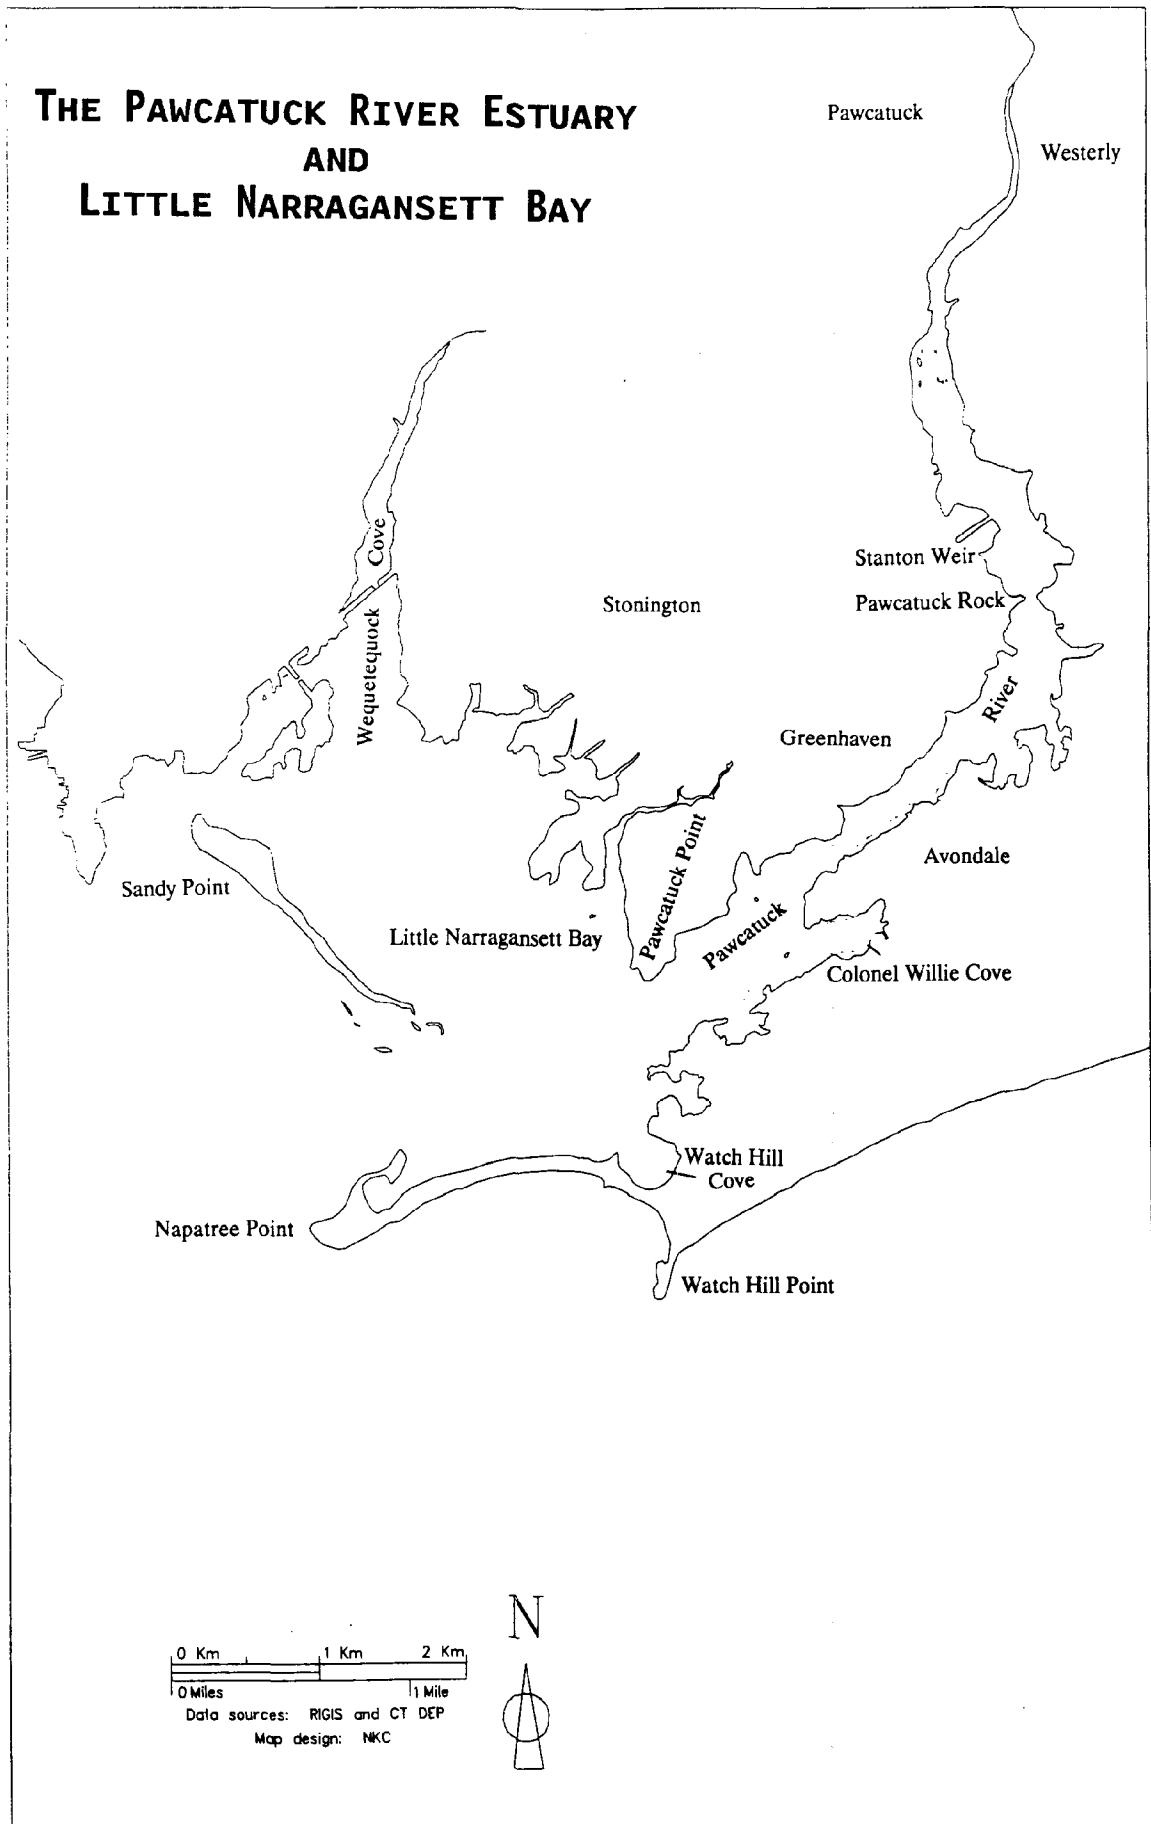 THE PAWCATUCK RIVER ESTUARY
AND
LITTLE NARRAGANSETT BAY
Pawcatuck
Westerly
Cove
Wequetequock
Stonington
Stanton Weir
Pawcatuck Rock
River
Greenhaven
Pawcatuck Point
Avondale
Sandy Point
Little Narragansett Bay
Pawcatuck
Colonel Willie Cove
Watch Hill
Cove
Napatree Point
Watch Hill Point
N
0 Km 1 Km 2 Km
0 Miles 1 Mile
Data sources: RIGIS and CT DEP
Map design: NKC